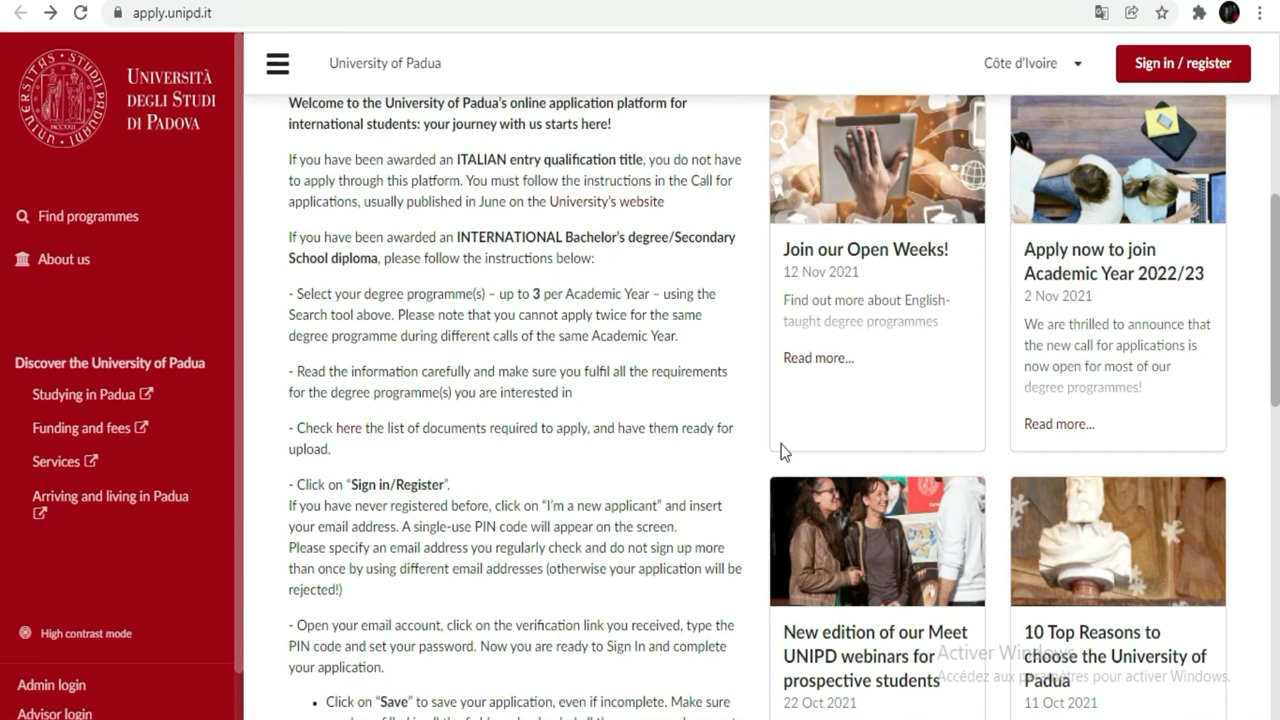 apply.unipd.it
UNIVERSITÀ
DEGLI STUDI
DI PADOVA
Find programmes
About us
Discover the University of Padua
Studying in Padua
Funding and fees
Services
Arriving and living in Padua
High contrast mode
Admin login
Advisor login
University of Padua
Côte d'Ivoire
Sign in / register
Welcome to the University of Padua's online application platform for
international students: your journey with us starts here!
If you have been awarded an ITALIAN entry qualification title, you do not have
to apply through this platform. You must follow the instructions in the Call for
applications, usually published in June on the University's website
If you have been awarded an INTERNATIONAL Bachelor's degree/Secondary
School diploma, please follow the instructions below:
- Select your degree programme(s) – up to 3 per Academic Year – using the
Search tool above. Please note that you cannot apply twice for the same
degree programme during different calls of the same Academic Year.
- Read the information carefully and make sure you fulfil all the requirements
for the degree programme(s) you are interested in
- Check here the list of documents required to apply, and have them ready for
upload.
- Click on "Sign in/Register".
If you have never registered before, click on "I'm a new applicant" and insert
your email address. A single-use PIN code will appear on the screen.
Please specify an email address you regularly check and do not sign up more
than once by using different email addresses (otherwise your application will be
rejected!)
- Open your email account, click on the verification link you received, type the
PIN code and set your password. Now you are ready to Sign In and complete
your application.
• Click on "Save" to save your application, even if incomplete. Make sure
Join our Open Weeks!
12 Nov 2021
Find out more about English-
taught degree programmes
Read more...
Apply now to join
Academic Year 2022/23
2 Nov 2021
We are thrilled to announce that
the new call for applications is
now open for most of our
degree programmes!
Read more...
New edition of our Meet
UNIPD webinars for
prospective students
22 Oct 2021
10 Top Reasons to
choose the University of
Padua
11 Oct 2021
Activer Windows
Accédez aux paramètres pour activer Windows.